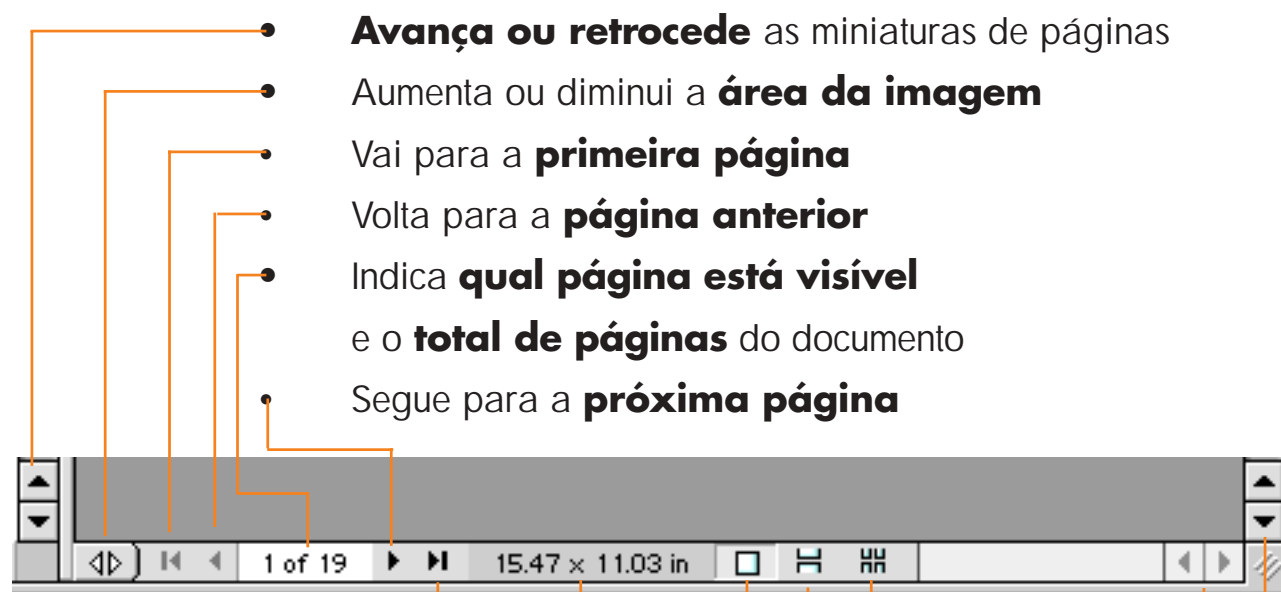 Avança ou retrocede as miniaturas de páginas
Aumenta ou diminui a área da imagem
Vai para a primeira página
Volta para a página anterior
Indica qual página está visível
e o total de páginas do documento
Segue para a próxima página
1 of 19 15.47 x 11.03 in